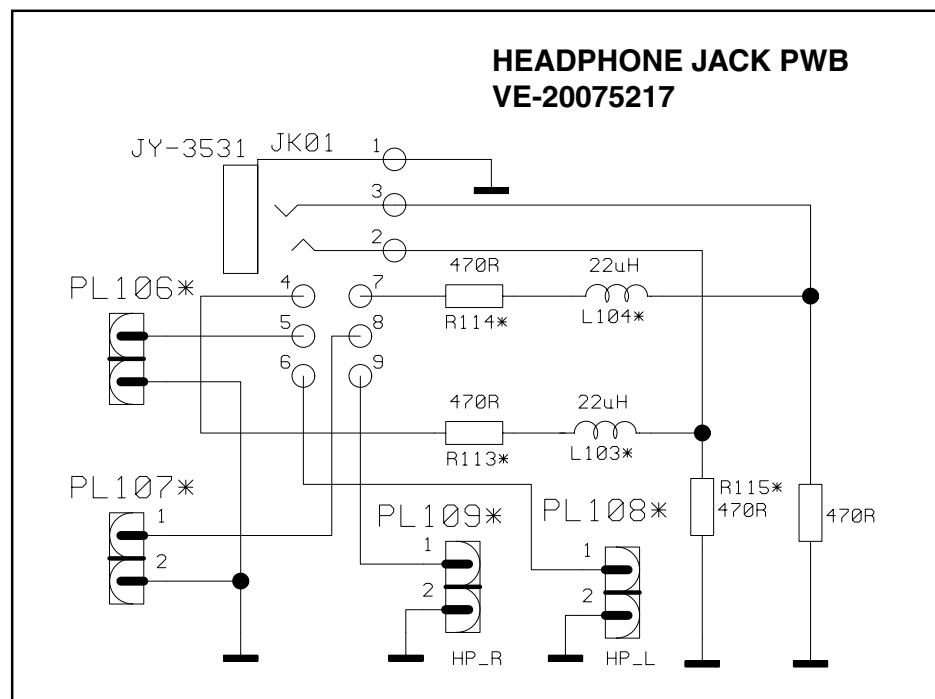 HEADPHONE JACK PWB
VE-20075217
JY-3531 JK01 1
3
2
470R 22uH
PL106* 4 7
R114* L104*
5 8
6 9
470R 22uH
R113* L103*
PL107* R115*
1 PL109* PL108* 470R 470R
1 1
2 2 2
HP_R HP_L